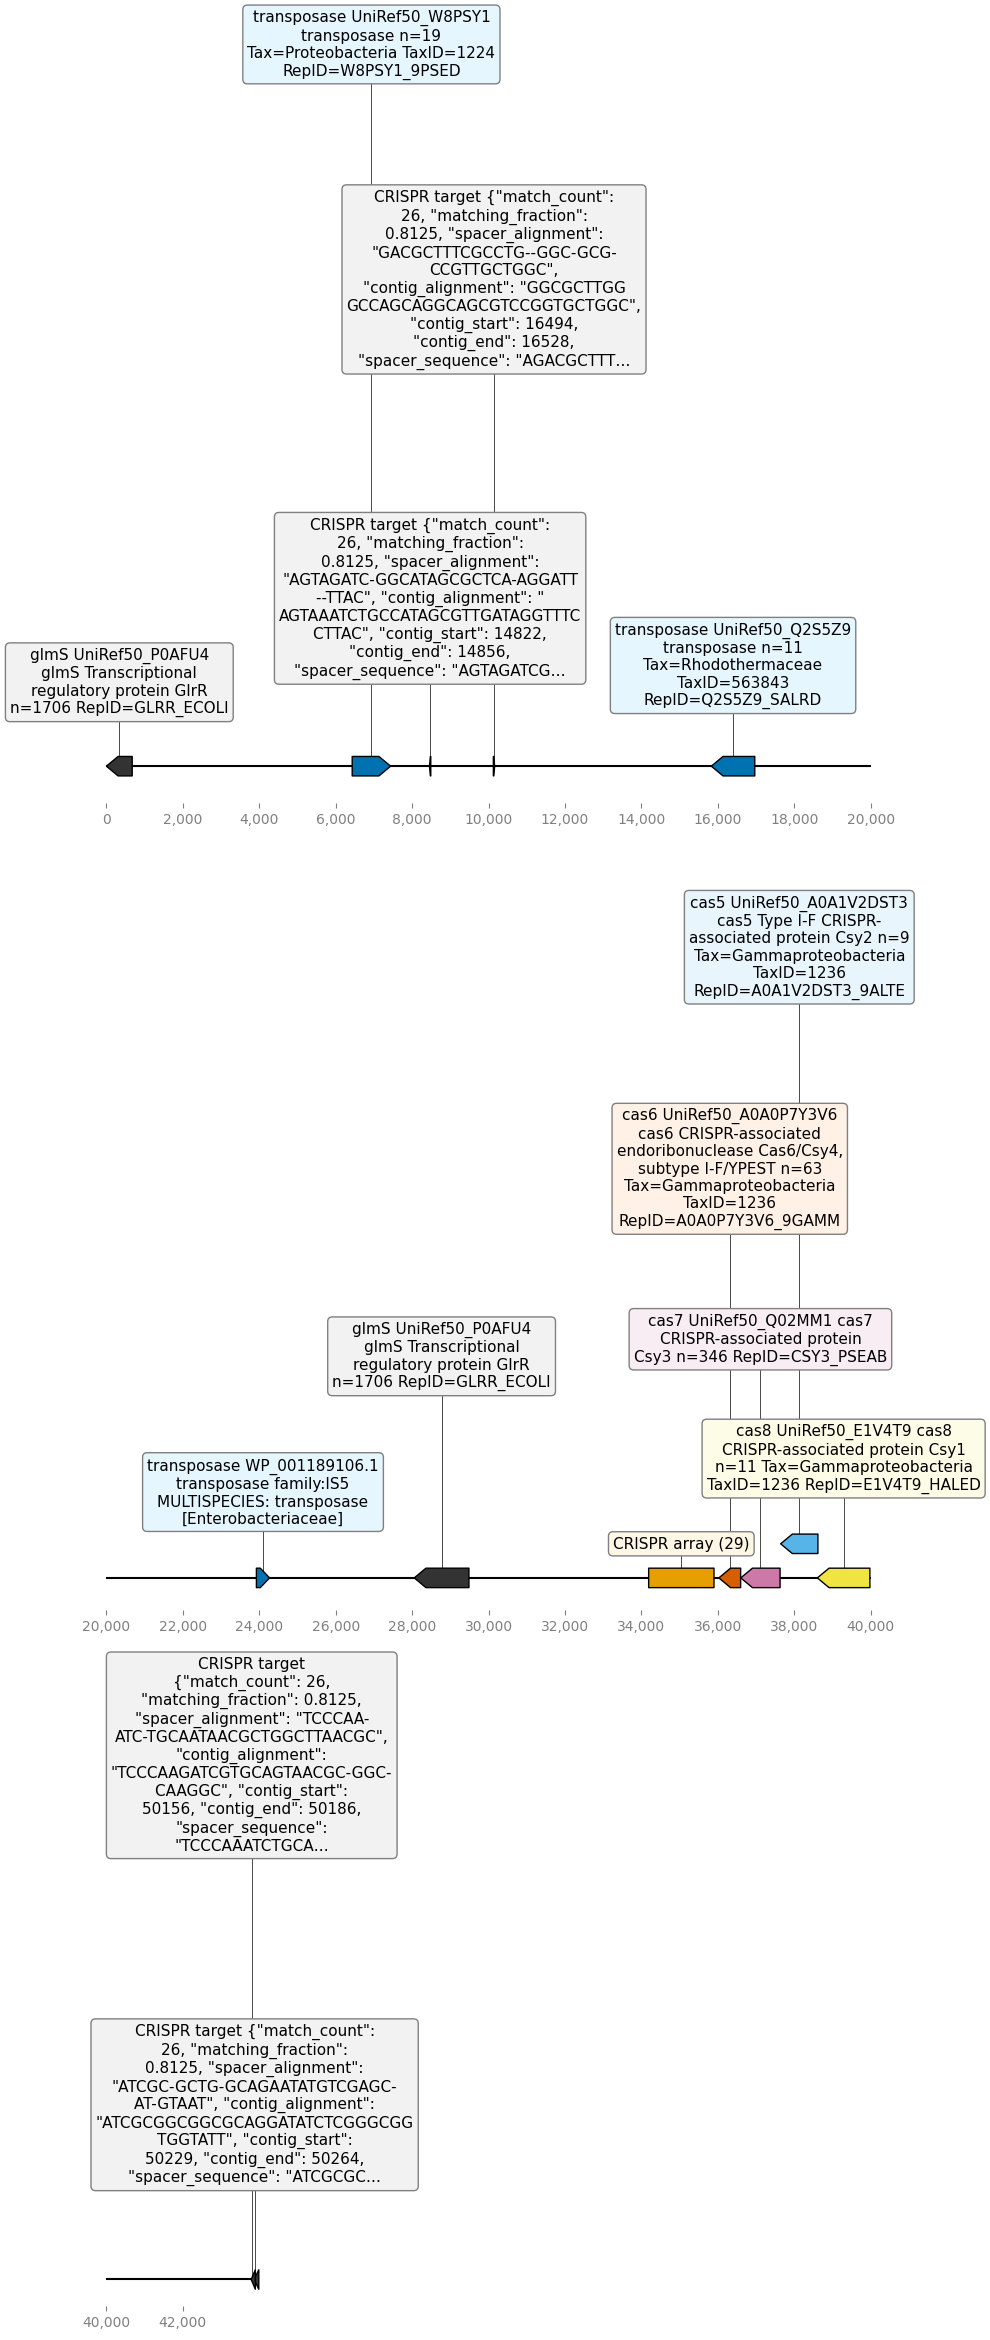 transposase UniRef50_W8PSY1
transposase n=19
Tax=Proteobacteria TaxID=1224
RepID=W8PSY1_9PSED
CRISPR target {"match_count":
26, "matching_fraction":
0.8125, "spacer_alignment":
"GACGCTTTCGCCTG--GGC-GCG-
CCGTTGCTGGC",
"contig_alignment": "GGCGCTTGG
GCCAGCAGGCAGCGTCCGGTGCTGGC",
"contig_start": 16494,
"contig_end": 16528,
"spacer_sequence": "AGACGCTTT...
CRISPR target {"match_count":
26, "matching_fraction":
0.8125, "spacer_alignment":
"AGTAGATC-GGCATAGCGCTCA-AGGATT
--TTAC", "contig_alignment": "
AGTAAATCTGCCATAGCGTTGATAGGTTTC
CTTAC", "contig_start": 14822,
"contig_end": 14856,
"spacer_sequence": "AGTAGATCG...
transposase UniRef50_Q2S5Z9
transposase n=11
Tax=Rhodothermaceae
TaxID=563843
RepID=Q2S5Z9_SALRD
glmS UniRef50_P0AFU4
glmS Transcriptional
regulatory protein GlrR
n=1706 RepID=GLRR_ECOLI
0 2,000 4,000 6,000 8,000 10,000 12,000 14,000 16,000 18,000 20,000
cas5 UniRef50_A0A1V2DST3
cas5 Type I-F CRISPR-
associated protein Csy2 n=9
Tax=Gammaproteobacteria
TaxID=1236
RepID=A0A1V2DST3_9ALTE
cas6 UniRef50_A0A0P7Y3V6
cas6 CRISPR-associated
endoribonuclease Cas6/Csy4,
subtype I-F/YPEST n=63
Tax=Gammaproteobacteria
TaxID=1236
RepID=A0A0P7Y3V6_9GAMM
cas7 UniRef50_Q02MM1 cas7
CRISPR-associated protein
Csy3 n=346 RepID=CSY3_PSEAB
glmS UniRef50_P0AFU4
glmS Transcriptional
regulatory protein GlrR
n=1706 RepID=GLRR_ECOLI
cas8 UniRef50_E1V4T9 cas8
CRISPR-associated protein Csy1
n=11 Tax=Gammaproteobacteria
TaxID=1236 RepID=E1V4T9_HALED
transposase WP_001189106.1
transposase family:IS5
MULTISPECIES: transposase
[Enterobacteriaceae]
CRISPR array (29)
20,000 22,000 24,000 26,000 28,000 30,000 32,000 34,000 36,000 38,000 40,000
CRISPR target
{"match_count": 26,
"matching_fraction": 0.8125,
"spacer_alignment": "TCCCAA-
ATC-TGCAATAACGCTGGCTTAACGC",
"contig_alignment":
"TCCCAAGATCGTGCAGTAACGC-GGC-
CAAGGC", "contig_start":
50156, "contig_end": 50186,
"spacer_sequence":
"TCCCAAATCTGCA...
CRISPR target {"match_count":
26, "matching_fraction":
0.8125, "spacer_alignment":
"ATCGC-GCTG-GCAGAATATGTCGAGC-
AT-GTAAT", "contig_alignment":
"ATCGCGGCGGCGCAGGATATCTCGGGCGG
TGGTATT", "contig_start":
50229, "contig_end": 50264,
"spacer_sequence": "ATCGCGC...
40,000 42,000